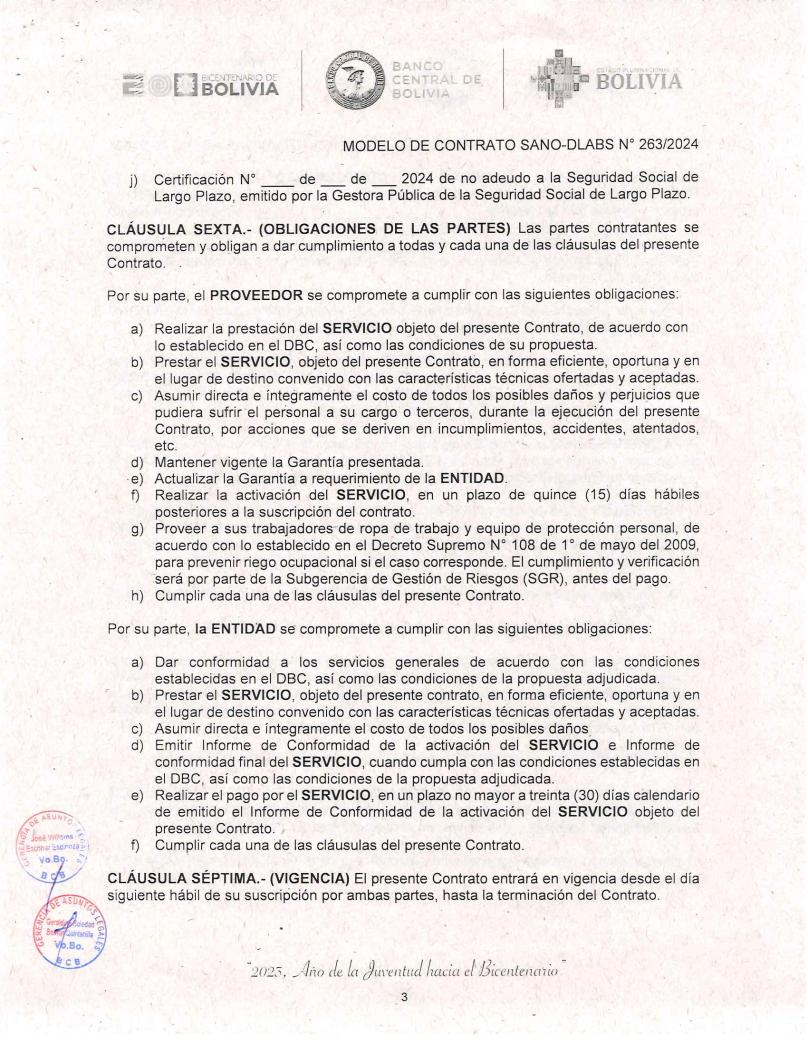 BICENTENARIO DE
BOLIVIA
BANCO
CENTRAL DE
BOLIVIA
ESTADO PLURINACIONAL DE
BOLIVIA
MODELO DE CONTRATO SANO-DLABS N° 263/2024
j) Certificación N° ____ de ___ de ___ 2024 de no adeudo a la Seguridad Social de
Largo Plazo, emitido por la Gestora Pública de la Seguridad Social de Largo Plazo.
CLÁUSULA SEXTA.- (OBLIGACIONES DE LAS PARTES) Las partes contratantes se
comprometen y obligan a dar cumplimiento a todas y cada una de las cláusulas del presente
Contrato.
Por su parte, el PROVEEDOR se compromete a cumplir con las siguientes obligaciones:
a) Realizar la prestación del SERVICIO objeto del presente Contrato, de acuerdo con
lo establecido en el DBC, así como las condiciones de su propuesta.
b) Prestar el SERVICIO, objeto del presente Contrato, en forma eficiente, oportuna y en
el lugar de destino convenido con las características técnicas ofertadas y aceptadas.
c) Asumir directa e íntegramente el costo de todos los posibles daños y perjuicios que
pudiera sufrir el personal a su cargo o terceros, durante la ejecución del presente
Contrato, por acciones que se deriven en incumplimientos, accidentes, atentados,
etc.
d) Mantener vigente la Garantía presentada.
e) Actualizar la Garantía a requerimiento de la ENTIDAD.
f) Realizar la activación del SERVICIO, en un plazo de quince (15) días hábiles
posteriores a la suscripción del contrato.
g) Proveer a sus trabajadores de ropa de trabajo y equipo de protección personal, de
acuerdo con lo establecido en el Decreto Supremo N° 108 de 1° de mayo del 2009,
para prevenir riego ocupacional si el caso corresponde. El cumplimiento y verificación
será por parte de la Subgerencia de Gestión de Riesgos (SGR), antes del pago.
h) Cumplir cada una de las cláusulas del presente Contrato.
Por su parte, la ENTIDAD se compromete a cumplir con las siguientes obligaciones:
a) Dar conformidad a los servicios generales de acuerdo con las condiciones
establecidas en el DBC, así como las condiciones de la propuesta adjudicada.
b) Prestar el SERVICIO, objeto del presente contrato, en forma eficiente, oportuna y en
el lugar de destino convenido con las características técnicas ofertadas y aceptadas.
c) Asumir directa e íntegramente el costo de todos los posibles daños
d) Emitir Informe de Conformidad de la activación del SERVICIO e Informe de
conformidad final del SERVICIO, cuando cumpla con las condiciones establecidas en
el DBC, así como las condiciones de la propuesta adjudicada.
e) Realizar el pago por el SERVICIO, en un plazo no mayor a treinta (30) días calendario
de emitido el Informe de Conformidad de la activación del SERVICIO objeto del
presente Contrato.
f) Cumplir cada una de las cláusulas del presente Contrato.
GERENCIA DE ASUNTOS LEGALES
Vo.Bo.
BCB
CLÁUSULA SÉPTIMA.- (VIGENCIA) El presente Contrato entrará en vigencia desde el día
siguiente hábil de su suscripción por ambas partes, hasta la terminación del Contrato.
GERENCIA DE ASUNTOS LEGALES
Vo.Bo.
BCB
"2025, Año de la Juventud hacia el Bicentenario"
3